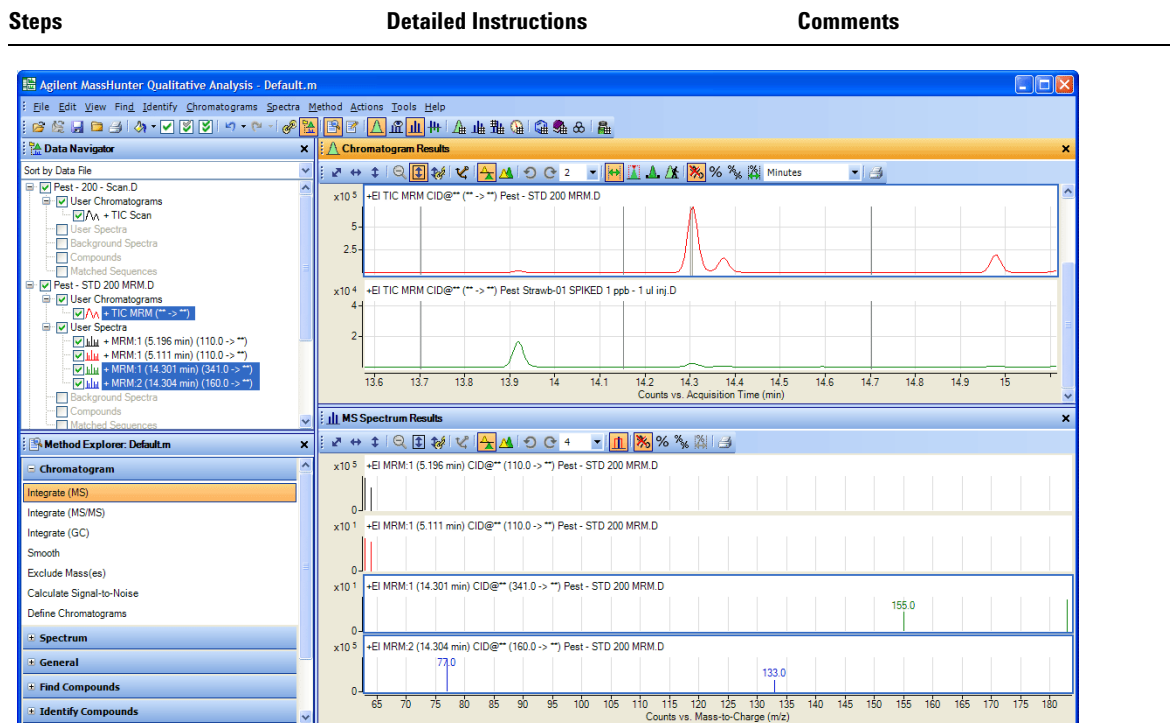 Steps Detailed Instructions Comments
Agilent MassHunter Qualitative Analysis - Default.m
File Edit View Find Identify Chromatograms Spectra Method Actions Tools Help
Data Navigator
Sort by Data File
Pest - 200 - Scan.D
User Chromatograms
+ TIC Scan
User Spectra
Background Spectra
Compounds
Matched Sequences
Pest - STD 200 MRM.D
User Chromatograms
+ TIC MRM (** -> **)
User Spectra
+ MRM:1 (5.196 min) (110.0 -> **)
+ MRM:1 (5.111 min) (110.0 -> **)
+ MRM:1 (14.301 min) (341.0 -> **)
+ MRM:2 (14.304 min) (160.0 -> **)
Background Spectra
Compounds
Matched Sequences
Method Explorer: Default.m
Chromatogram
Integrate (MS)
Integrate (MS/MS)
Integrate (GC)
Smooth
Exclude Mass(es)
Calculate Signal-to-Noise
Define Chromatograms
Spectrum
General
Find Compounds
Identify Compounds
Chromatogram Results
2 % Minutes
x10 5 +EI TIC MRM CID@** (** -> **) Pest - STD 200 MRM.D
5
2.5
x10 4 +EI TIC MRM CID@** (** -> **) Pest Strawb-01 SPIKED 1 ppb - 1 ul inj.D
4
2
13.6 13.7 13.8 13.9 14 14.1 14.2 14.3 14.4 14.5 14.6 14.7 14.8 14.9 15
Counts vs. Acquisition Time (min)
MS Spectrum Results
4 %
x10 5 +EI MRM:1 (5.196 min) CID@** (110.0 -> **) Pest - STD 200 MRM.D
0
x10 1 +EI MRM:1 (5.111 min) CID@** (110.0 -> **) Pest - STD 200 MRM.D
0
x10 1 +EI MRM:1 (14.301 min) CID@** (341.0 -> **) Pest - STD 200 MRM.D
155.0
0
x10 5 +EI MRM:2 (14.304 min) CID@** (160.0 -> **) Pest - STD 200 MRM.D
77.0
133.0
0
65 70 75 80 85 90 95 100 105 110 115 120 125 130 135 140 145 150 155 160 165 170 175 180
Counts vs. Mass-to-Charge (m/z)